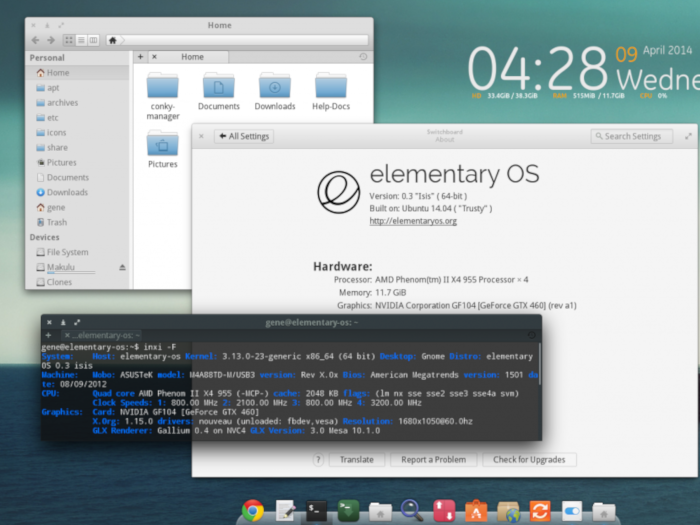 Home
Home
Personal
Home
apt
archives
etc
icons
share
Pictures
Documents
Downloads
gene
Trash
Devices
File System
Makulu
Clones
conky-manager
Documents
Downloads
Help-Docs
Pictures
04:28
09
April 2014
Wedne
HD 33.4GB / 38.3GB RAM 315MiB / 11.7GB CPU 0%
All Settings
Switchboard
About
Search Settings
elementary OS
Version: 0.3 "Isis" ( 64-bit )
Built on: Ubuntu 14.04 ( "Trusty" )
http://elementaryos.org
Hardware:
Processor: AMD Phenom(tm) II X4 955 Processor × 4
Memory: 11.7 GiB
Graphics: NVIDIA Corporation GF104 [GeForce GTX 460] (rev a1)
gene@elementary-os: ~
...elementary-os: ~
gene@elementary-os:~$ inxi -F
System: Host: elementary-os Kernel: 3.13.0-23-generic x86_64 (64 bit) Desktop: Gnome Distro: elementary
OS 0.3 isis
Machine: Mobo: ASUSTeK model: M4A88TD-M/USB3 version: Rev X.0x Bios: American Megatrends version: 1501 da
te: 08/09/2012
CPU: Quad core AMD Phenom II X4 955 (-MCP-) cache: 2048 KB flags: (lm nx sse sse2 sse3 sse4a svm)
Clock Speeds: 1: 800.00 MHz 2: 2100.00 MHz 3: 800.00 MHz 4: 3200.00 MHz
Graphics: Card: NVIDIA GF104 [GeForce GTX 460]
X.Org: 1.15.0 drivers: nouveau (unloaded: fbdev,vesa) Resolution: 1680x1050@60.0hz
GLX Renderer: Gallium 0.4 on NVC4 GLX Version: 3.0 Mesa 10.1.0
?
Translate
Report a Problem
Check for Upgrades